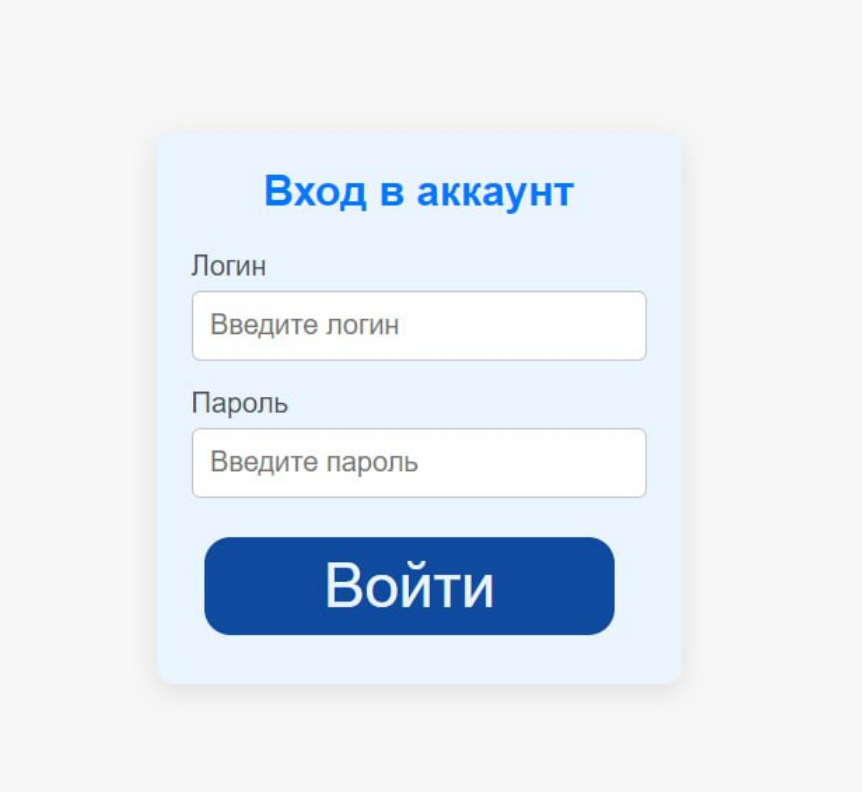 Вход в аккаунт
Логин
Введите логин
Пароль
Введите пароль
Войти